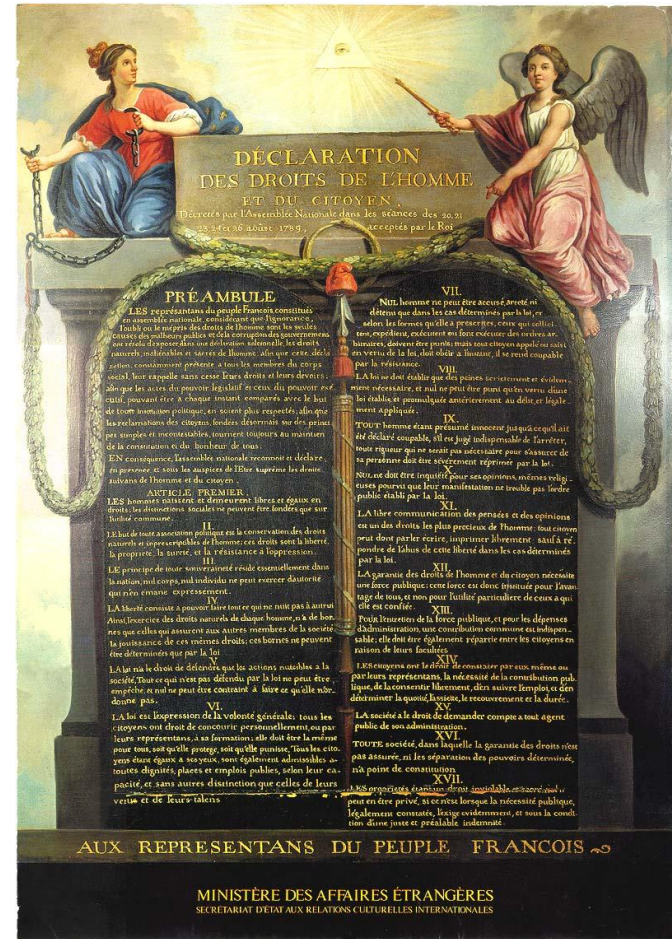 DÉCLARATION
DES DROITS DE L'HOMME
ET DU CITOYEN,
Décretés par l'Assemblée Nationale dans les séances des 20, 21
23, 24 et 26 août 1789, acceptés par le Roi
PRÉAMBULE
LES représentans du peuple Francois constitués
en assemblée nationale, considérant que l'ignorance,
l'oubli ou le mépris des droits de l'homme sont les seules
causes des malheurs publics et de la corruption des gouvernemens
ont résolu d'exposer dans une déclaration solemnelle, les droits
naturels, inaliénables et sacrés de l'homme; afin que cette décla
ration, constamment présente a tous les membres du corps
social, leur rappelle sans cesse leurs droits et leurs devoirs;
afin que les actes du pouvoir législatif et ceux du pouvoir exé
cutif, pouvant être a chaque instant comparés avec le but
de toute institution politique, en soient plus respectés; afin que
les reclamations des citoyens, fondées désormais sur des princi
pes simples et incontestables, tournent toujours au maintien
de la constitution et du bonheur de tous.
EN conséquence, l'assemblée nationale reconnoit et déclare
en presence et sous les auspices de l'Etre suprême les droits
suivans de l'homme et du citoyen.
ARTICLE PREMIER.
LES hommes naissent et demeurent libres et égaux en
droits; les distinctions sociales ne peuvent être fondées que sur
l'utilité commune.
II.
LE but de toute association politique est la conservation des droits
naturels et imprescriptibles de l'homme; ces droits sont la liberté,
la propriété, la sureté, et la résistance à l'oppression.
III.
LE principe de toute souveraineté réside essentiellement dans
la nation, nul corps, nul individu ne peut exercer d'autorité
qui n'en émane expressement.
IV.
LA liberté consiste a pouvoir faire tout ce qui ne nuit pas à autrui
Ainsi, l'exercice des droits naturels de chaque homme, n'a de bor
nes que celles qui assurent aux autres membres de la société
la jouissance de ces mêmes droits; ces bornes ne peuvent
être déterminées que par la loi
V.
LA loi n'a le droit de défendre que les actions nuisibles a la
société. Tout ce qui n'est pas défendu par la loi ne peut être
empêché, et nul ne peut être contraint à faire ce qu'elle n'or
donne pas.
VI.
LA loi est l'expression de la volonté générale; tous les
citoyens ont droit de concourir personnellement, ou par
leurs représentans, à sa formation; elle doit être la même
pour tous, soit qu'elle protege, soit qu'elle punisse, Tous les cito
yens étant égaux a ses yeux, sont également admissibles a
toutes dignités, places et emplois publics, selon leur ca
pacité, et sans autres distinction que celles de leurs
vertus et de leurs talens
VII.
NUL homme ne peut être accusé, arreté ni
détenu que dans les cas déterminés par la loi, et
selon les formes qu'elle a prescrites, ceux qui sollici
tent, expédient, exécutent ou font exécuter des ordres ar
bitraires, doivent être punis; mais tout citoyen appelé ou saisi
en vertu de la loi, doit obéir a l'instant, il se rend coupable
par la résistance.
VIII.
LA loi ne doit établir que des peines strictement et évidem
ment nécessaire, et nul ne peut être puni qu'en vertu d'une
loi établie, et promulguée antérieurement au délit, et légale
ment appliquée.
IX.
TOUT homme étant présumé innocent jusqu'à ce qu'il ait
été déclaré coupable, s'il est jugé indispensable de l'arrêter,
toute rigueur qui ne serait pas nécessaire pour s'assurer de
sa personne doit être sévèrement réprimée par la loi.
X.
NUL ne doit être inquiété pour ses opinions, mêmes religi
euses pourvu que leur manifestation ne trouble pas l'ordre
public établi par la loi.
XI.
LA libre communication des pensées et des opinions
est un des droits les plus precieux de l'homme; tout citoyen
peut dont parler écrire, imprimer librement sauf à ré
pondre de l'abus de cette liberté dans les cas déterminés
par la loi.
XII.
LA garantie des droits de l'homme et du citoyen nécessite
une force publique; cette force est donc instituée pour l'avan
tage de tous, et non pour l'utilité particulière de ceux a qui
elle est confiée.
XIII.
POUR l'entretien de la force publique, et pour les dépenses
d'administration, une contribution commune est indispen
sable; elle doit être également répartie entre les citoyens en
raison de leurs facultées
XIV.
LES citoyens ont le droit de constater par eux même ou
par leurs représentans, la nécessité de la contribution pub
lique, de la consentir librement, d'en suivre l'emploi, et d'en
déterminer la quotité, l'assiette, le recouvrement et la durée.
XV.
LA société a le droit de demander compte a tout agent
public de son administration.
XVI.
TOUTE société, dans laquelle la garantie des droits n'est
pas assurée, ni les séparation des pouvoirs déterminée,
n'a point de constitution
XVII.
LES proprietés étant un droit inviolable et sacré, nul ne
peut en être privé, si ce n'est lorsque la nécessité publique,
légalement constatée, l'exige evidemment, et sous la condi
tion d'une juste et préalable indemnité.
AUX REPRESENTANS DU PEUPLE FRANCOIS
MINISTÈRE DES AFFAIRES ÉTRANGÈRES
SECRÉTARIAT D'ÉTAT AUX RELATIONS CULTURELLES INTERNATIONALES